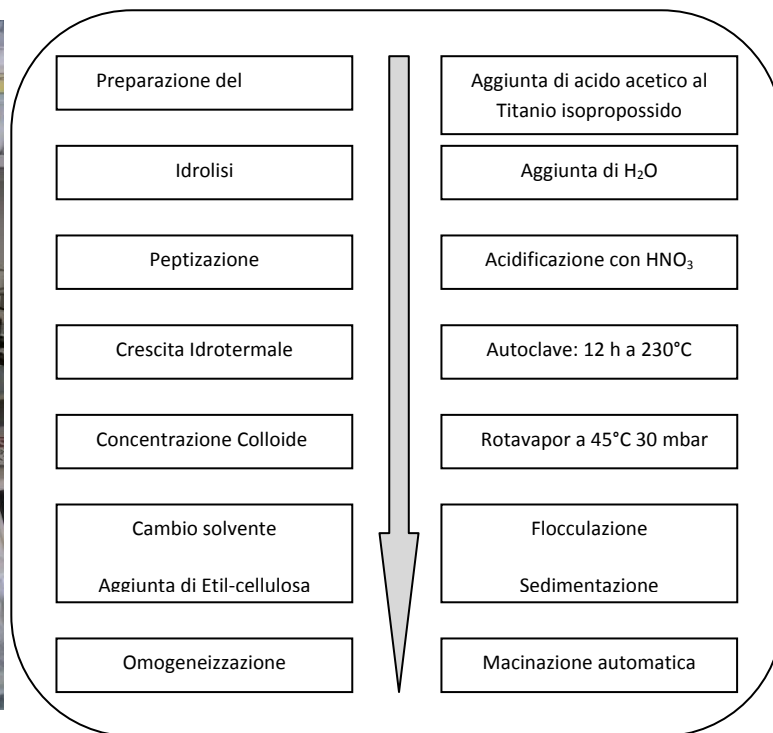 Preparazione del
Aggiunta di acido acetico al
Titanio isopropossido
Idrolisi
Aggiunta di H₂O
Peptizazione
Acidificazione con HNO₃
Crescita Idrotermale
Autoclave: 12 h a 230°C
Concentrazione Colloide
Rotavapor a 45°C 30 mbar
Cambio solvente
Aggiunta di Etil-cellulosa
Flocculazione
Sedimentazione
Omogeneizzazione
Macinazione automatica